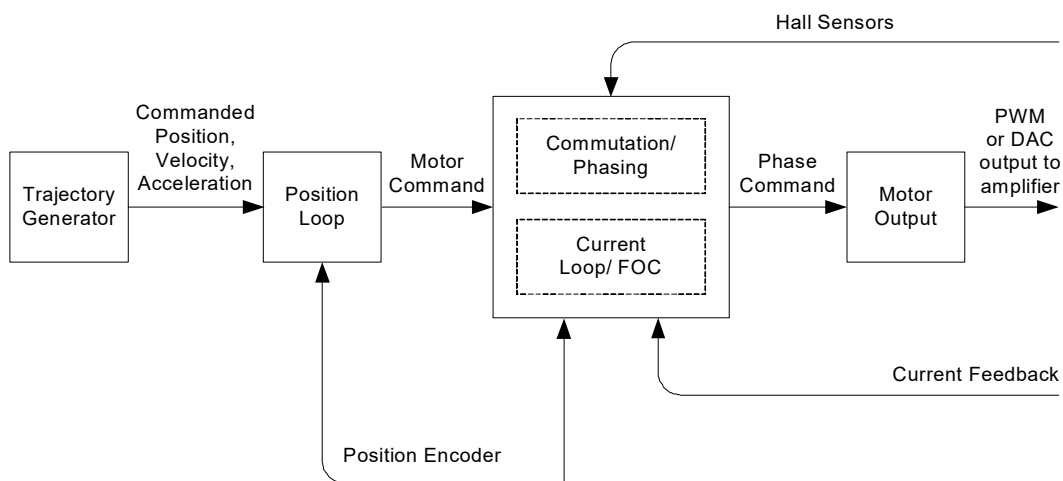 Hall Sensors
Commanded
Position,
Velocity,
Acceleration
Trajectory
Generator
Position
Loop
Motor
Command
Commutation/
Phasing
Current
Loop/ FOC
Phase
Command
Motor
Output
PWM
or DAC
output to
amplifier
Current Feedback
Position Encoder